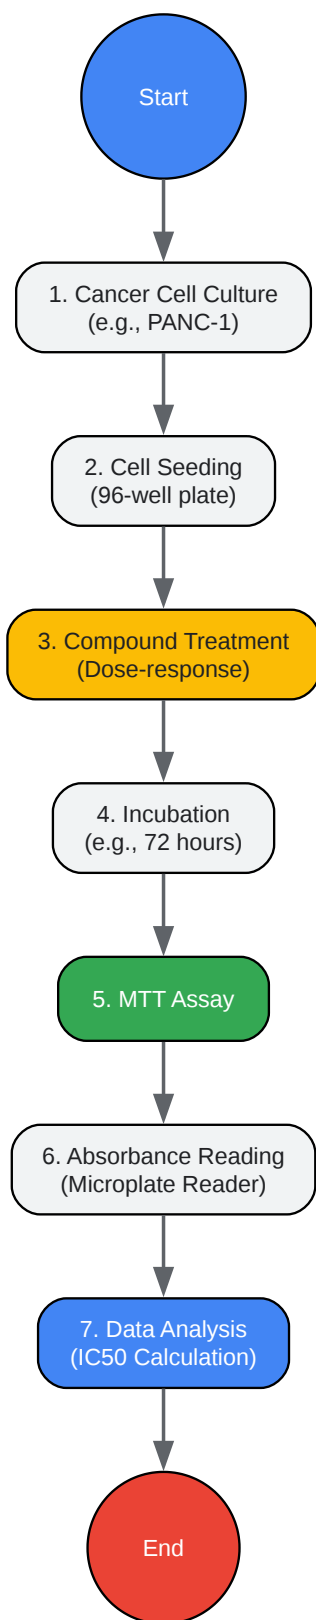 Start
1. Cancer Cell Culture
(e.g., PANC-1)
2. Cell Seeding
(96-well plate)
3. Compound Treatment
(Dose-response)
4. Incubation
(e.g., 72 hours)
5. MTT Assay
6. Absorbance Reading
(Microplate Reader)
7. Data Analysis
(IC50 Calculation)
End